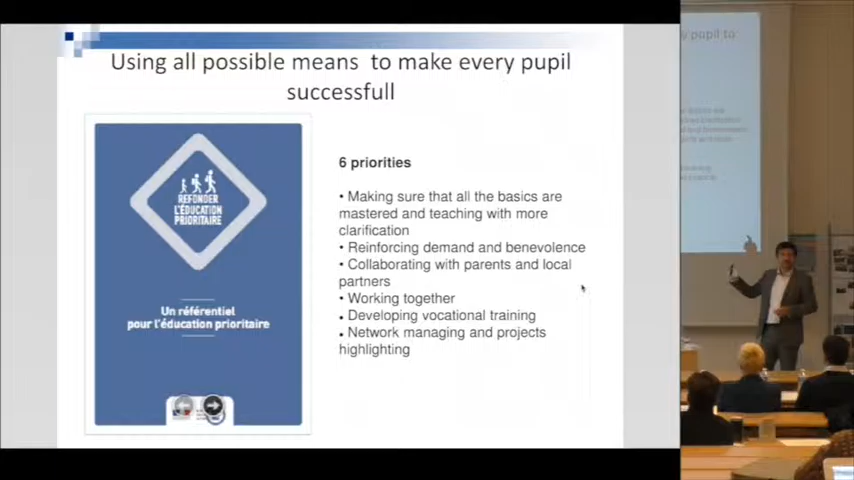 Using all possible means to make every pupil
successfull
REFONDER
L'ÉDUCATION
PRIORITAIRE
Un référentiel
pour l'éducation prioritaire
6 priorities
• Making sure that all the basics are
mastered and teaching with more
clarification
• Reinforcing demand and benevolence
• Collaborating with parents and local
partners
• Working together
• Developing vocational training
• Network managing and projects
highlighting
y pupil to